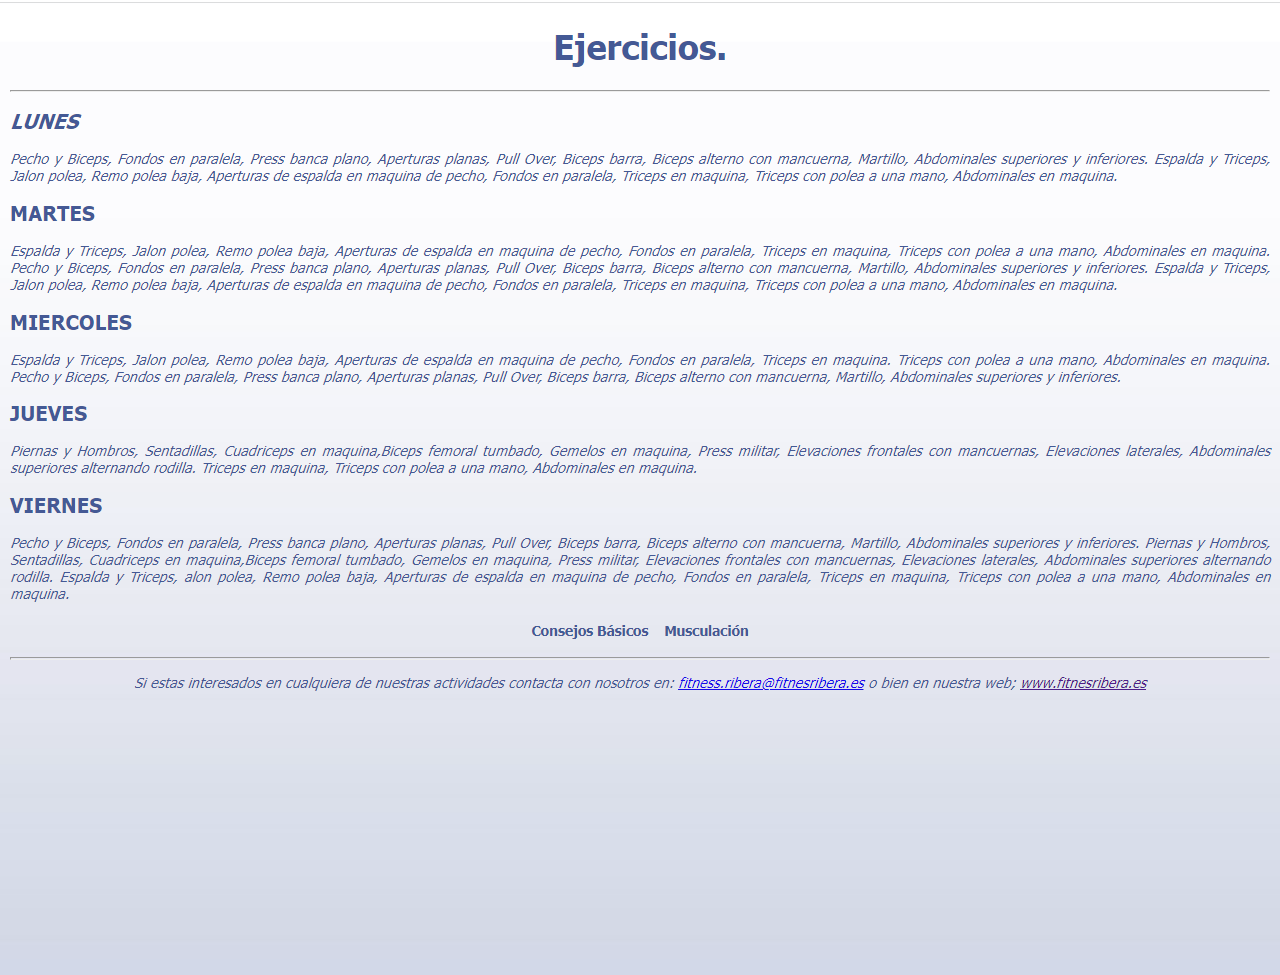 Ejercicios.
LUNES
Pecho y Biceps, Fondos en paralela, Press banca plano, Aperturas planas, Pull Over, Biceps barra, Biceps alterno con mancuerna, Martillo, Abdominales superiores y inferiores. Espalda y Triceps,
Jalon polea, Remo polea baja, Aperturas de espalda en maquina de pecho, Fondos en paralela, Triceps en maquina, Triceps con polea a una mano, Abdominales en maquina.
MARTES
Espalda y Triceps, Jalon polea, Remo polea baja, Aperturas de espalda en maquina de pecho, Fondos en paralela, Triceps en maquina, Triceps con polea a una mano, Abdominales en maquina.
Pecho y Biceps, Fondos en paralela, Press banca plano, Aperturas planas, Pull Over, Biceps barra, Biceps alterno con mancuerna, Martillo, Abdominales superiores y inferiores. Espalda y Triceps,
Jalon polea, Remo polea baja, Aperturas de espalda en maquina de pecho, Fondos en paralela, Triceps en maquina, Triceps con polea a una mano, Abdominales en maquina.
MIERCOLES
Espalda y Triceps, Jalon polea, Remo polea baja, Aperturas de espalda en maquina de pecho, Fondos en paralela, Triceps en maquina. Triceps con polea a una mano, Abdominales en maquina.
Pecho y Biceps, Fondos en paralela, Press banca plano, Aperturas planas, Pull Over, Biceps barra, Biceps alterno con mancuerna, Martillo, Abdominales superiores y inferiores.
JUEVES
Piernas y Hombros, Sentadillas, Cuadriceps en maquina,Biceps femoral tumbado, Gemelos en maquina, Press militar, Elevaciones frontales con mancuernas, Elevaciones laterales, Abdominales
superiores alternando rodilla. Triceps en maquina, Triceps con polea a una mano, Abdominales en maquina.
VIERNES
Pecho y Biceps, Fondos en paralela, Press banca plano, Aperturas planas, Pull Over, Biceps barra, Biceps alterno con mancuerna, Martillo, Abdominales superiores y inferiores. Piernas y Hombros,
Sentadillas, Cuadriceps en maquina,Biceps femoral tumbado, Gemelos en maquina, Press militar, Elevaciones frontales con mancuernas, Elevaciones laterales, Abdominales superiores alternando
rodilla. Espalda y Triceps, alon polea, Remo polea baja, Aperturas de espalda en maquina de pecho, Fondos en paralela, Triceps en maquina, Triceps con polea a una mano, Abdominales en
maquina.
Consejos Básicos Musculación
Si estas interesados en cualquiera de nuestras actividades contacta con nosotros en: fitness.ribera@fitnesribera.es o bien en nuestra web; www.fitnesribera.es